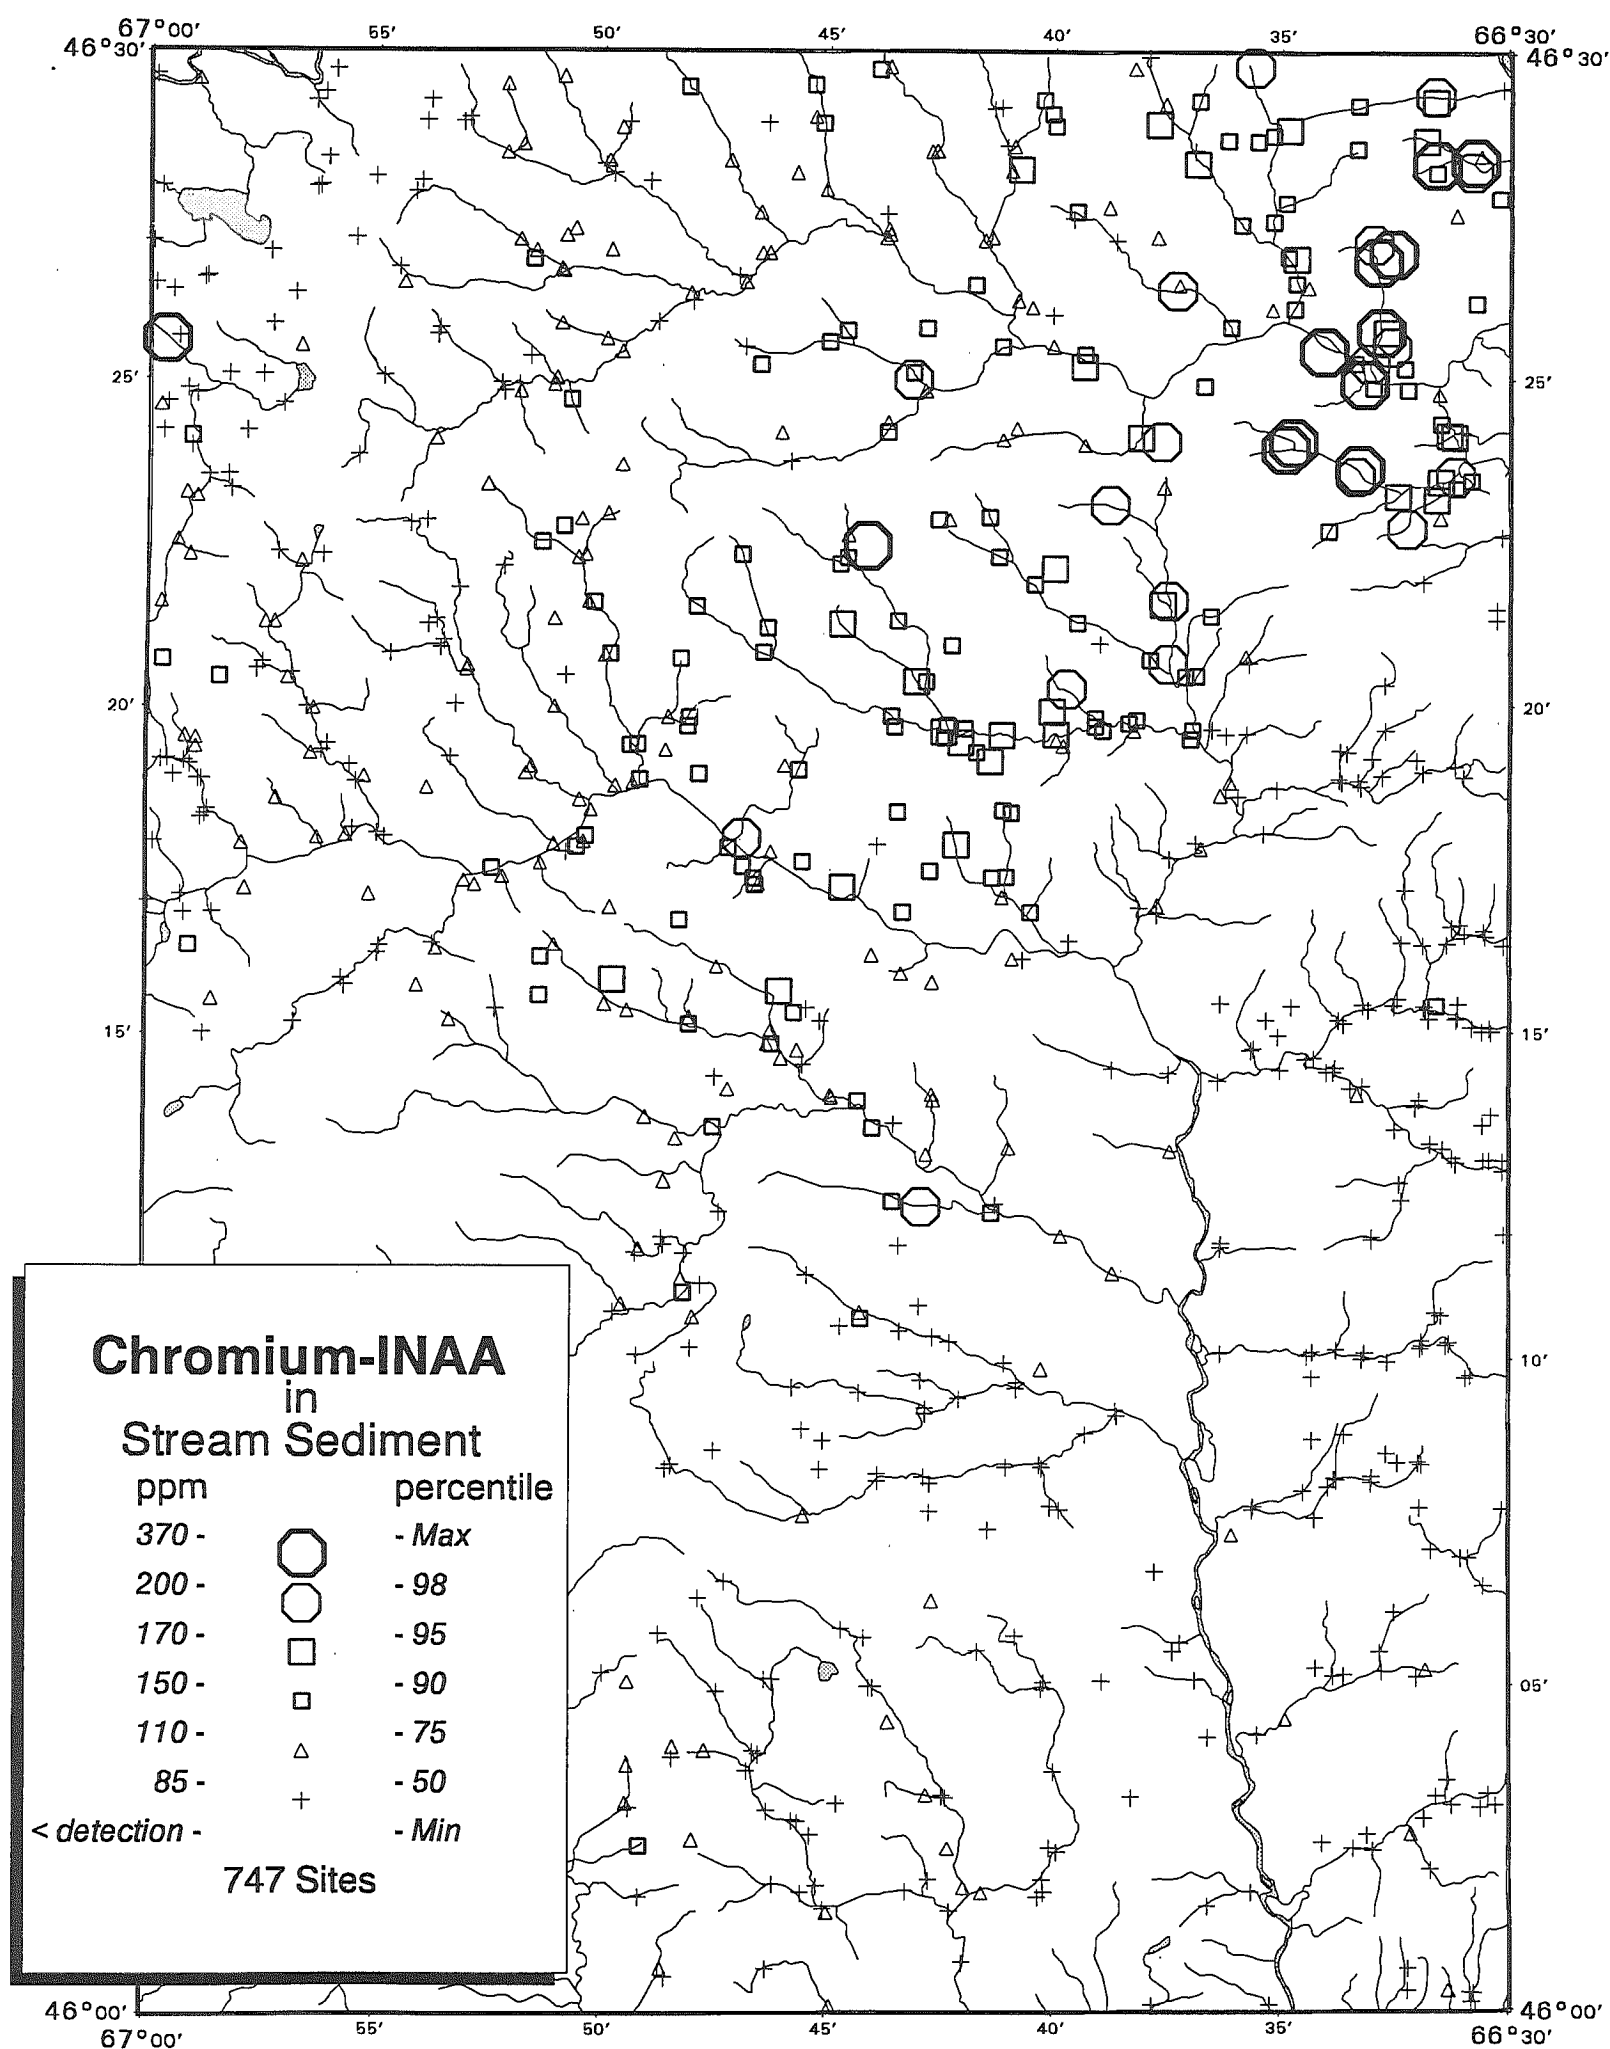 67°00′ 55′ 50′ 45′ 40′ 35′ 66°30′
46°30′ 46°30′
25′ 25′
20′ 20′
15′ 15′
10′
05′
Chromium-INAA
in
Stream Sediment
ppm percentile
370 - - Max
200 - - 98
170 - - 95
150 - - 90
110 - - 75
85 - - 50
< detection - - Min
747 Sites
46°00′ 46°00′
67°00′ 55′ 50′ 45′ 40′ 35′ 66°30′